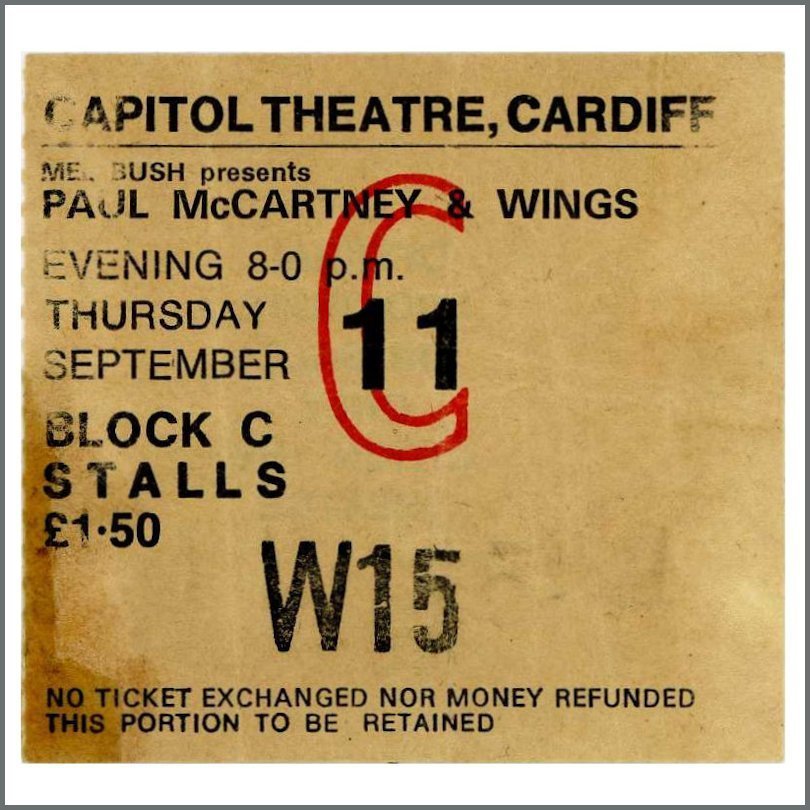 CAPITOL THEATRE, CARDIFF
MEL BUSH presents
PAUL McCARTNEY & WINGS
EVENING 8-0 p.m.
THURSDAY
SEPTEMBER 11
C
BLOCK C
STALLS
£1·50
W15
NO TICKET EXCHANGED NOR MONEY REFUNDED
THIS PORTION TO BE RETAINED